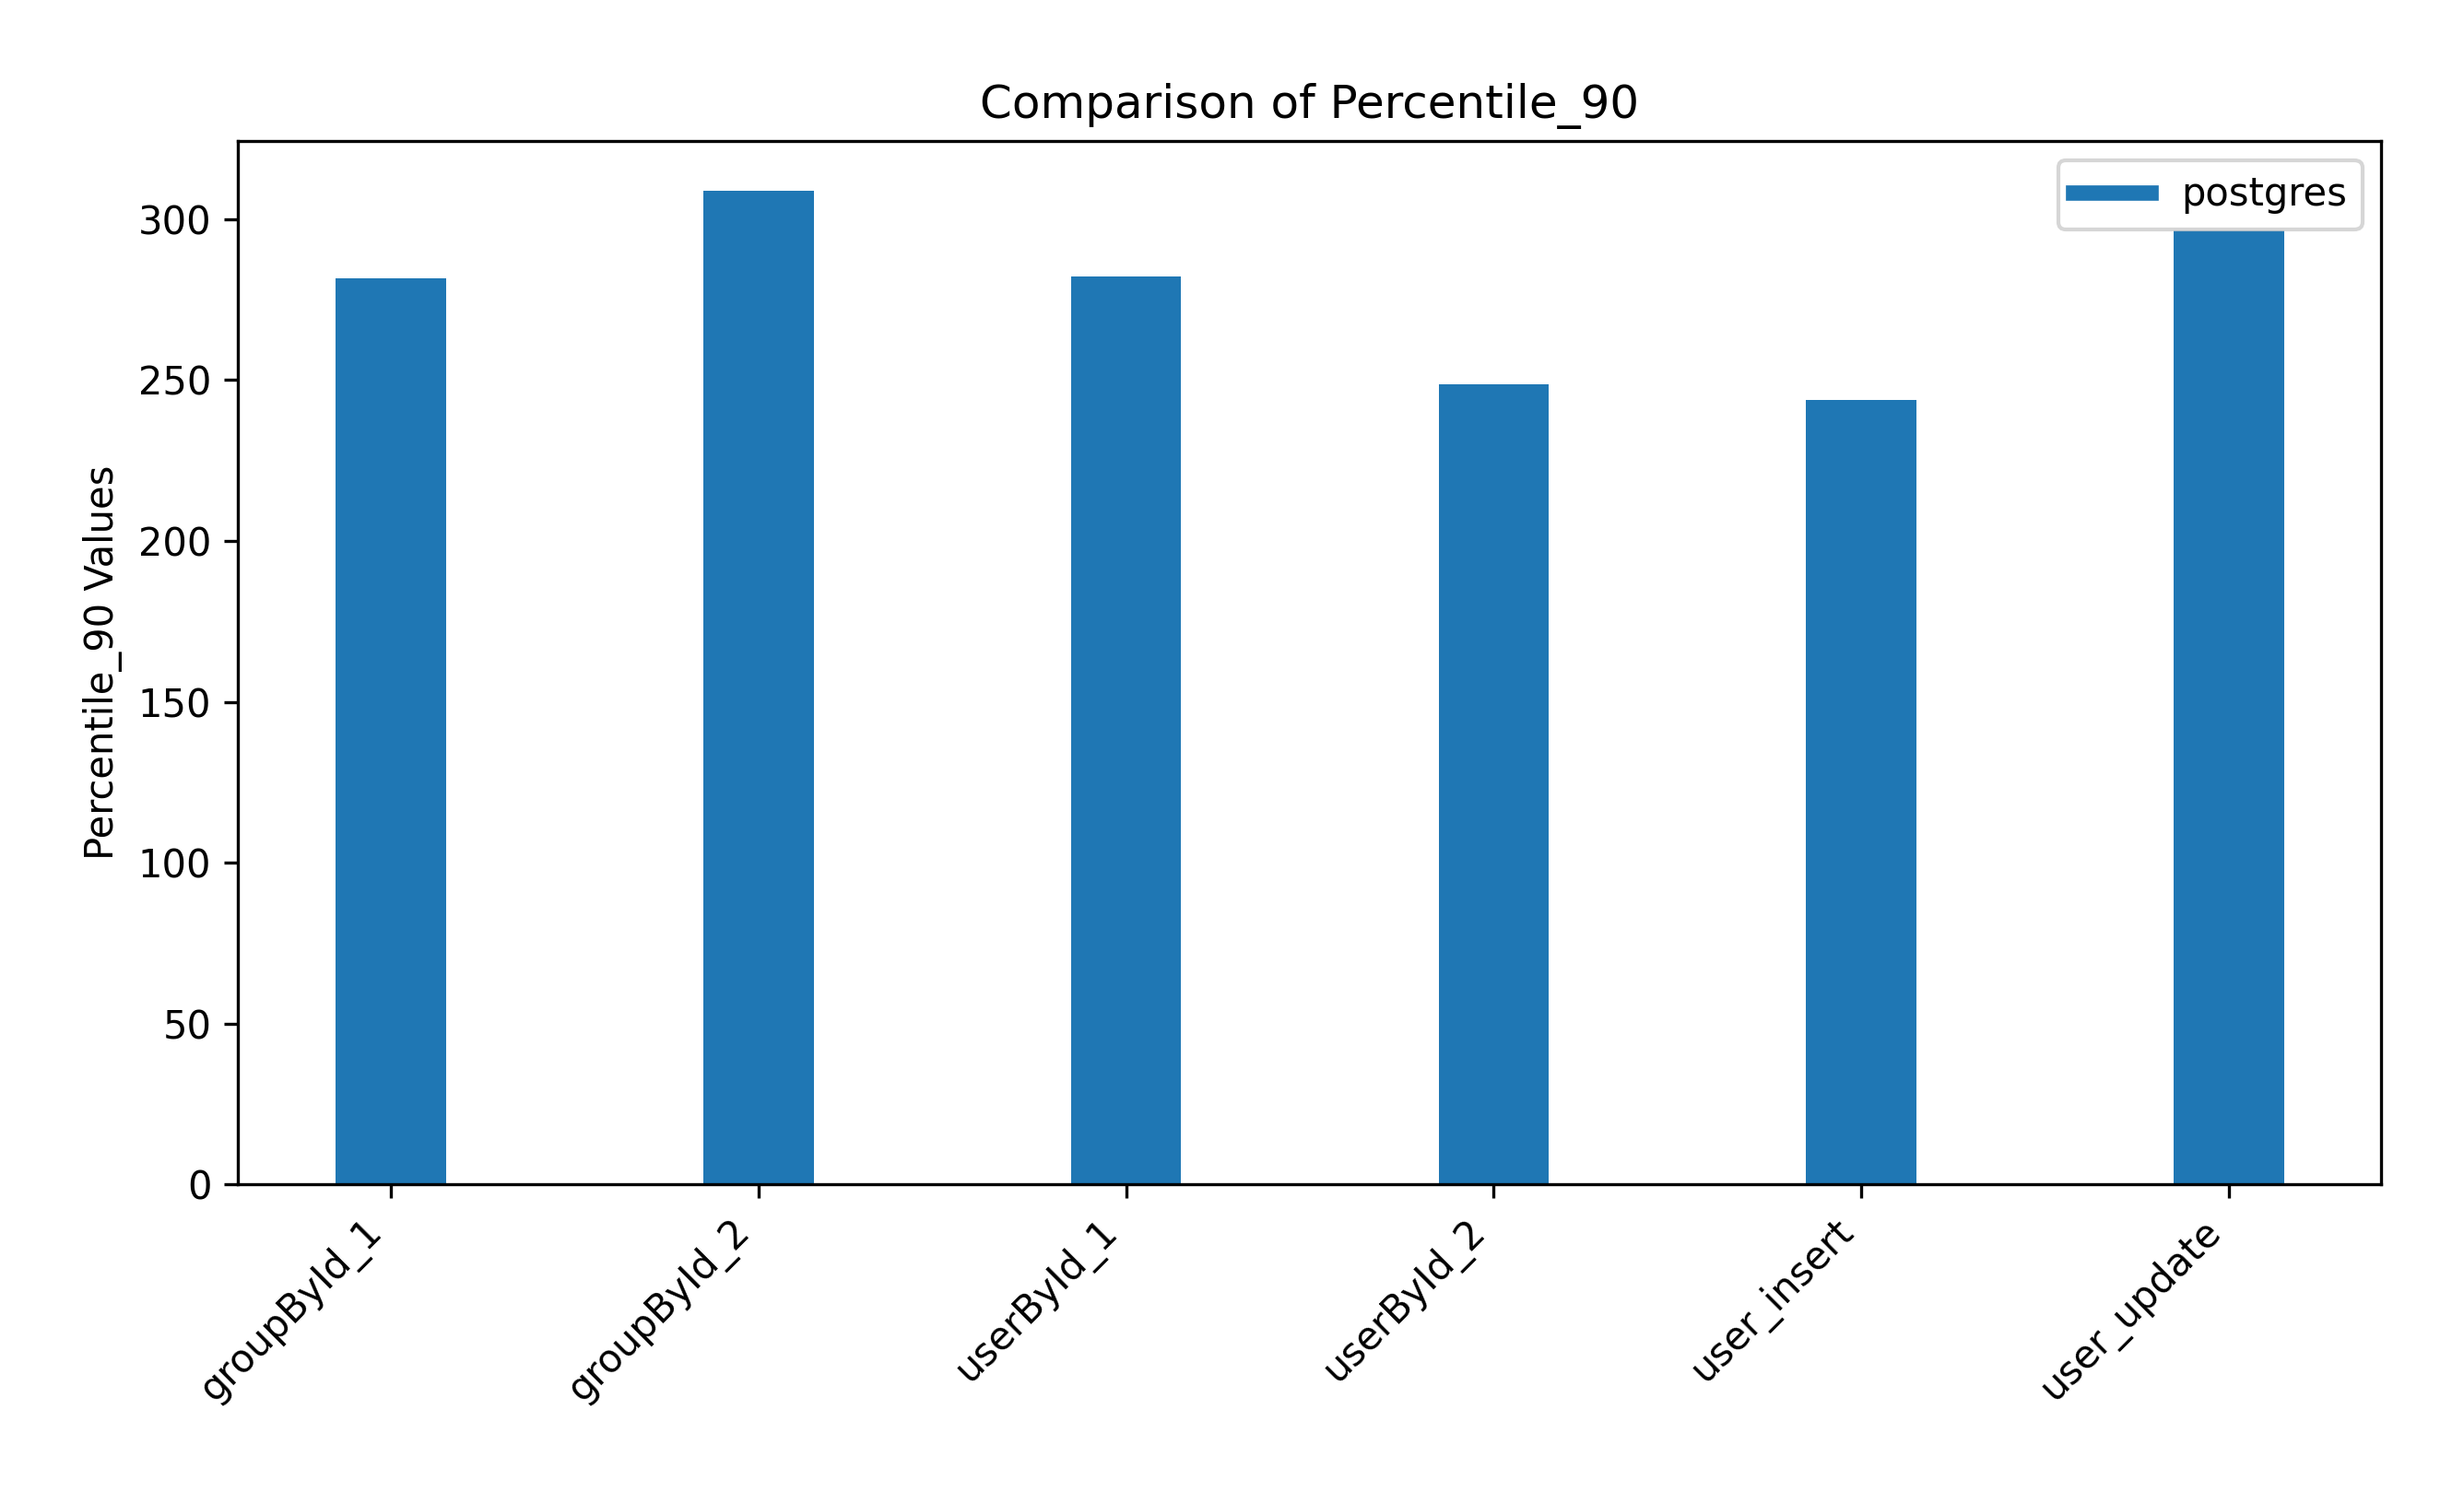 Comparison of Percentile_90
postgres
Percentile_90 Values
300
250
200
150
100
50
0
groupById_1
groupById_2
userById_1
userById_2
user_insert
user_update